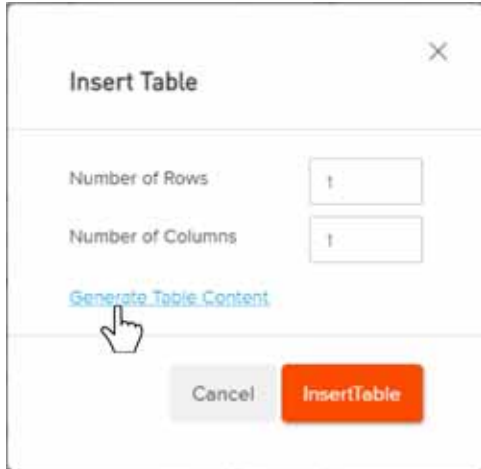 Insert Table
Number of Rows 1
Number of Columns 1
Generate Table Content
Cancel InsertTable